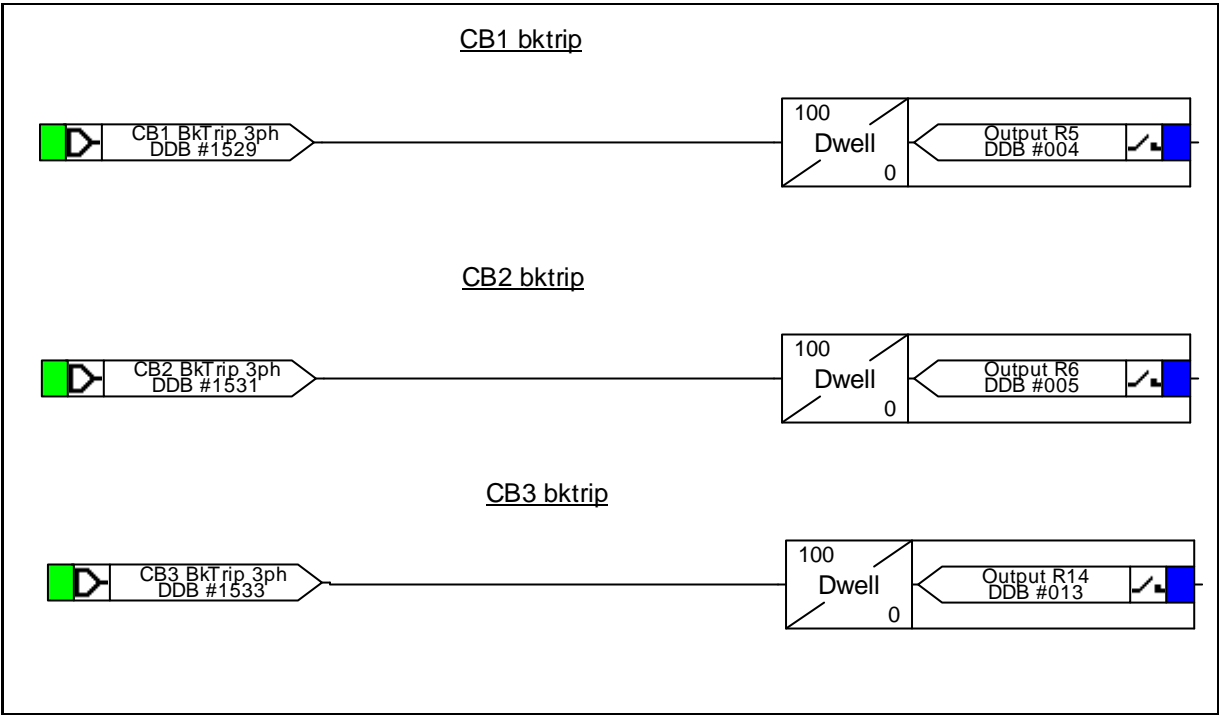 CB1 bktrip
CB1 BkTrip 3ph
DDB #1529
100
Dwell
0
Output R5
DDB #004
CB2 bktrip
CB2 BkTrip 3ph
DDB #1531
100
Dwell
0
Output R6
DDB #005
CB3 bktrip
CB3 BkTrip 3ph
DDB #1533
100
Dwell
0
Output R14
DDB #013